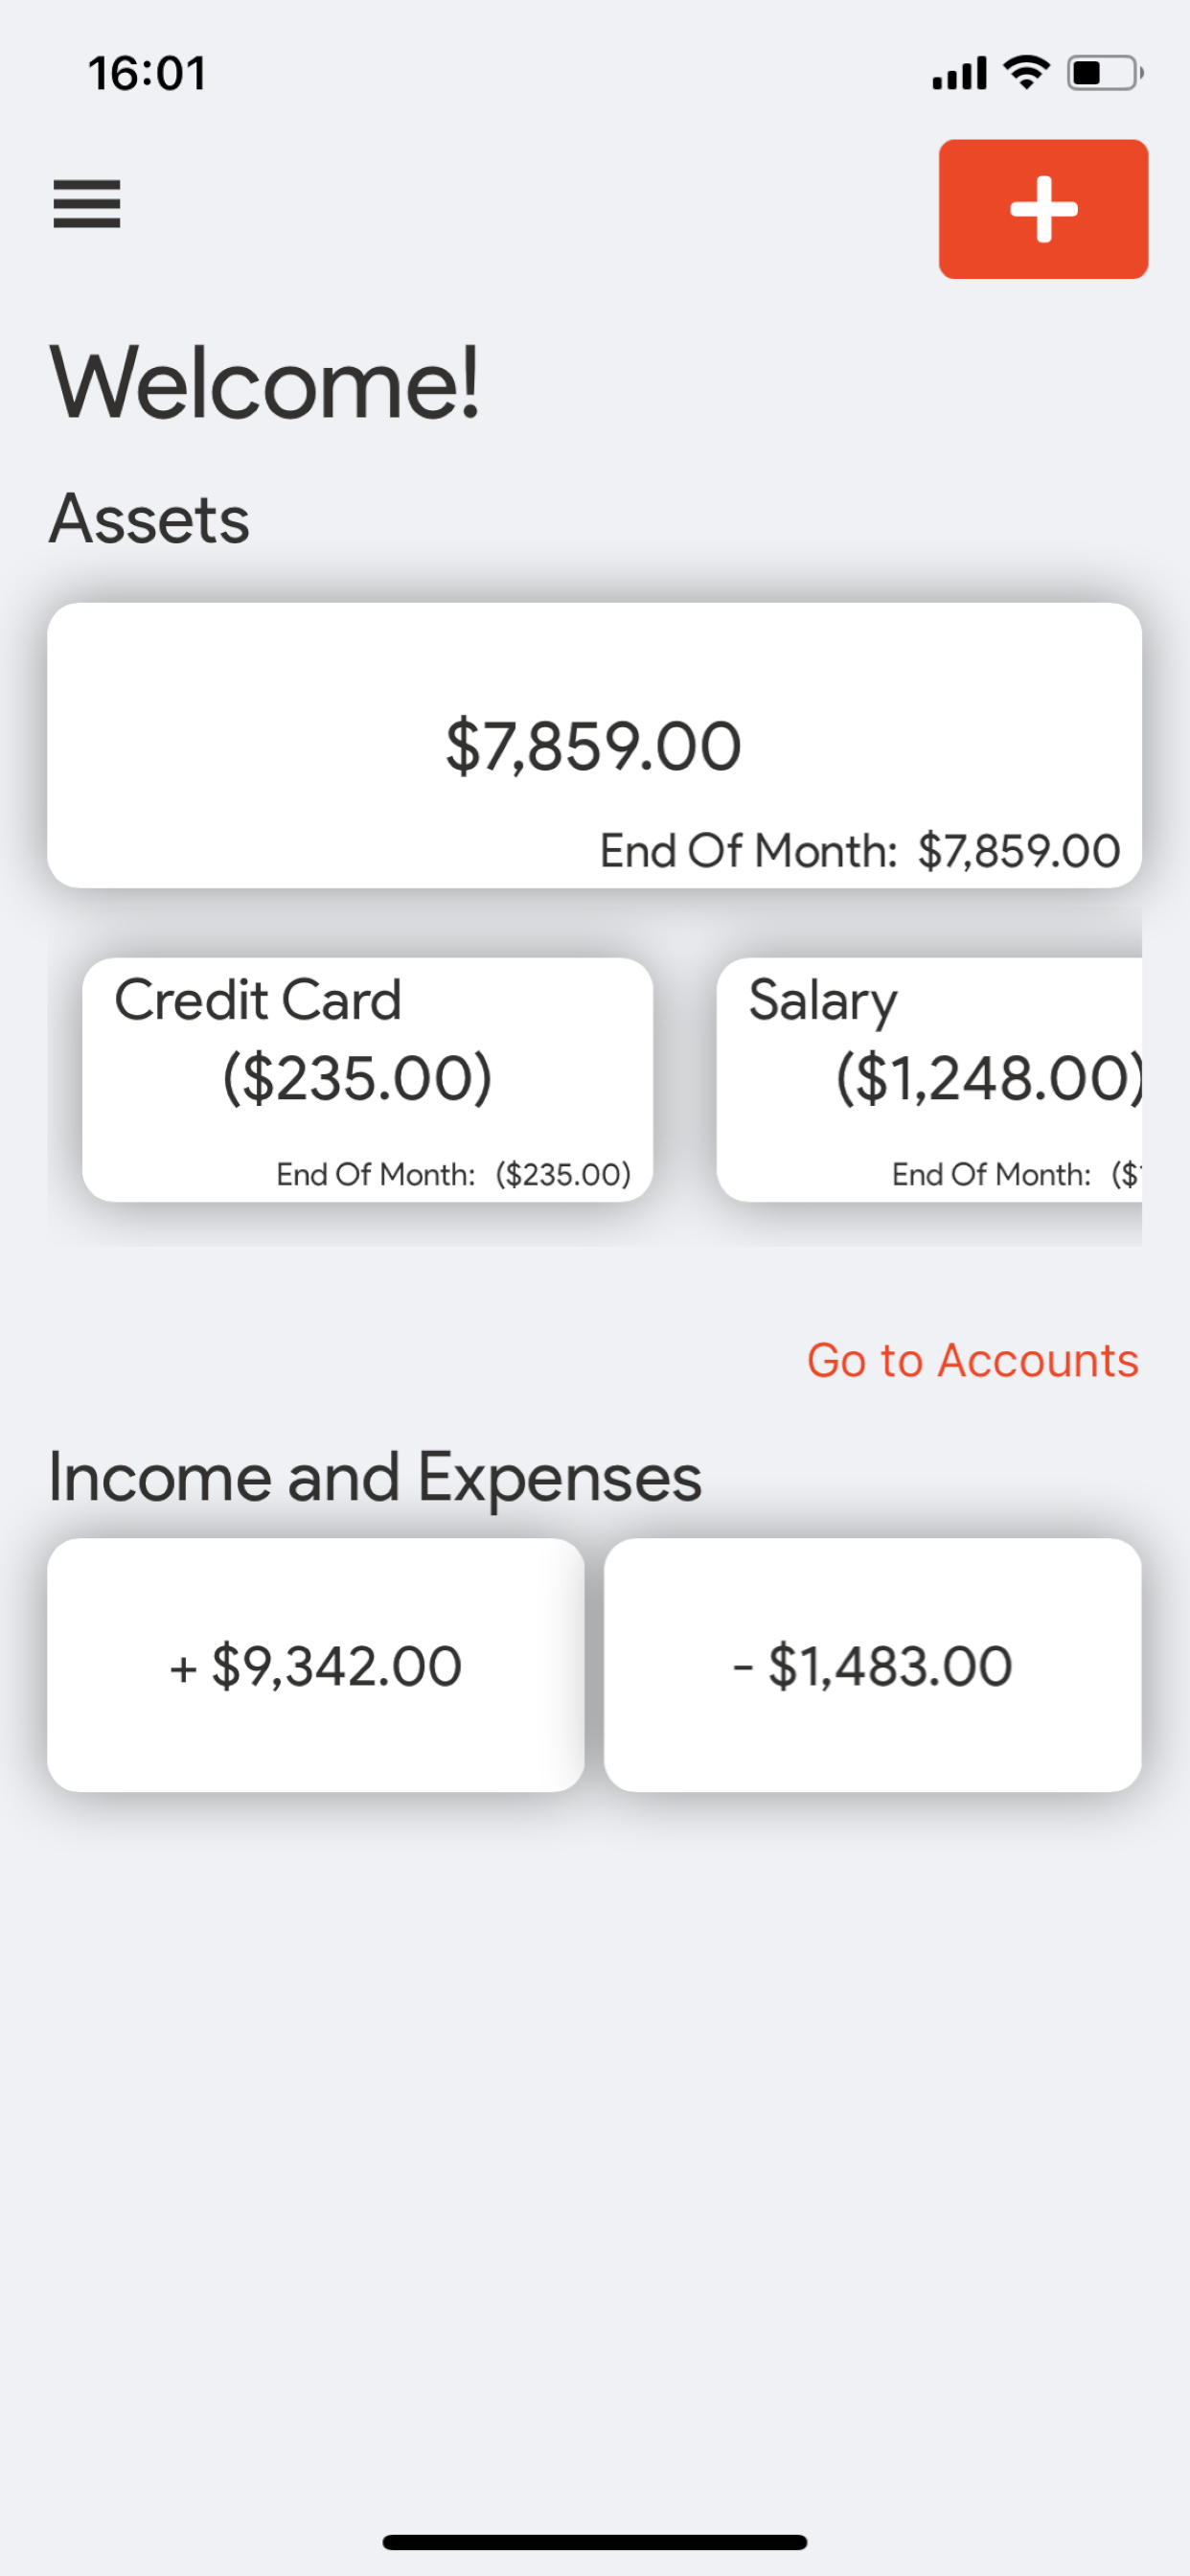 16:01
Welcome!
Assets
$7,859.00
End Of Month: $7,859.00
Credit Card
($235.00)
End Of Month: ($235.00)
Salary
($1,248.00)
End Of Month: ($
Go to Accounts
Income and Expenses
+ $9,342.00
- $1,483.00